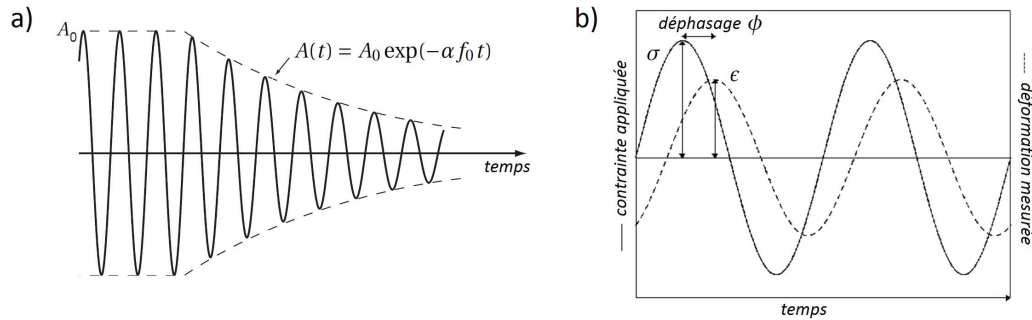 a)
A₀
A(t) = A₀ exp(−α f₀ t)
temps
b)
déphasage ϕ
σ
ϵ
contrainte appliquée
déformation mesurée
temps